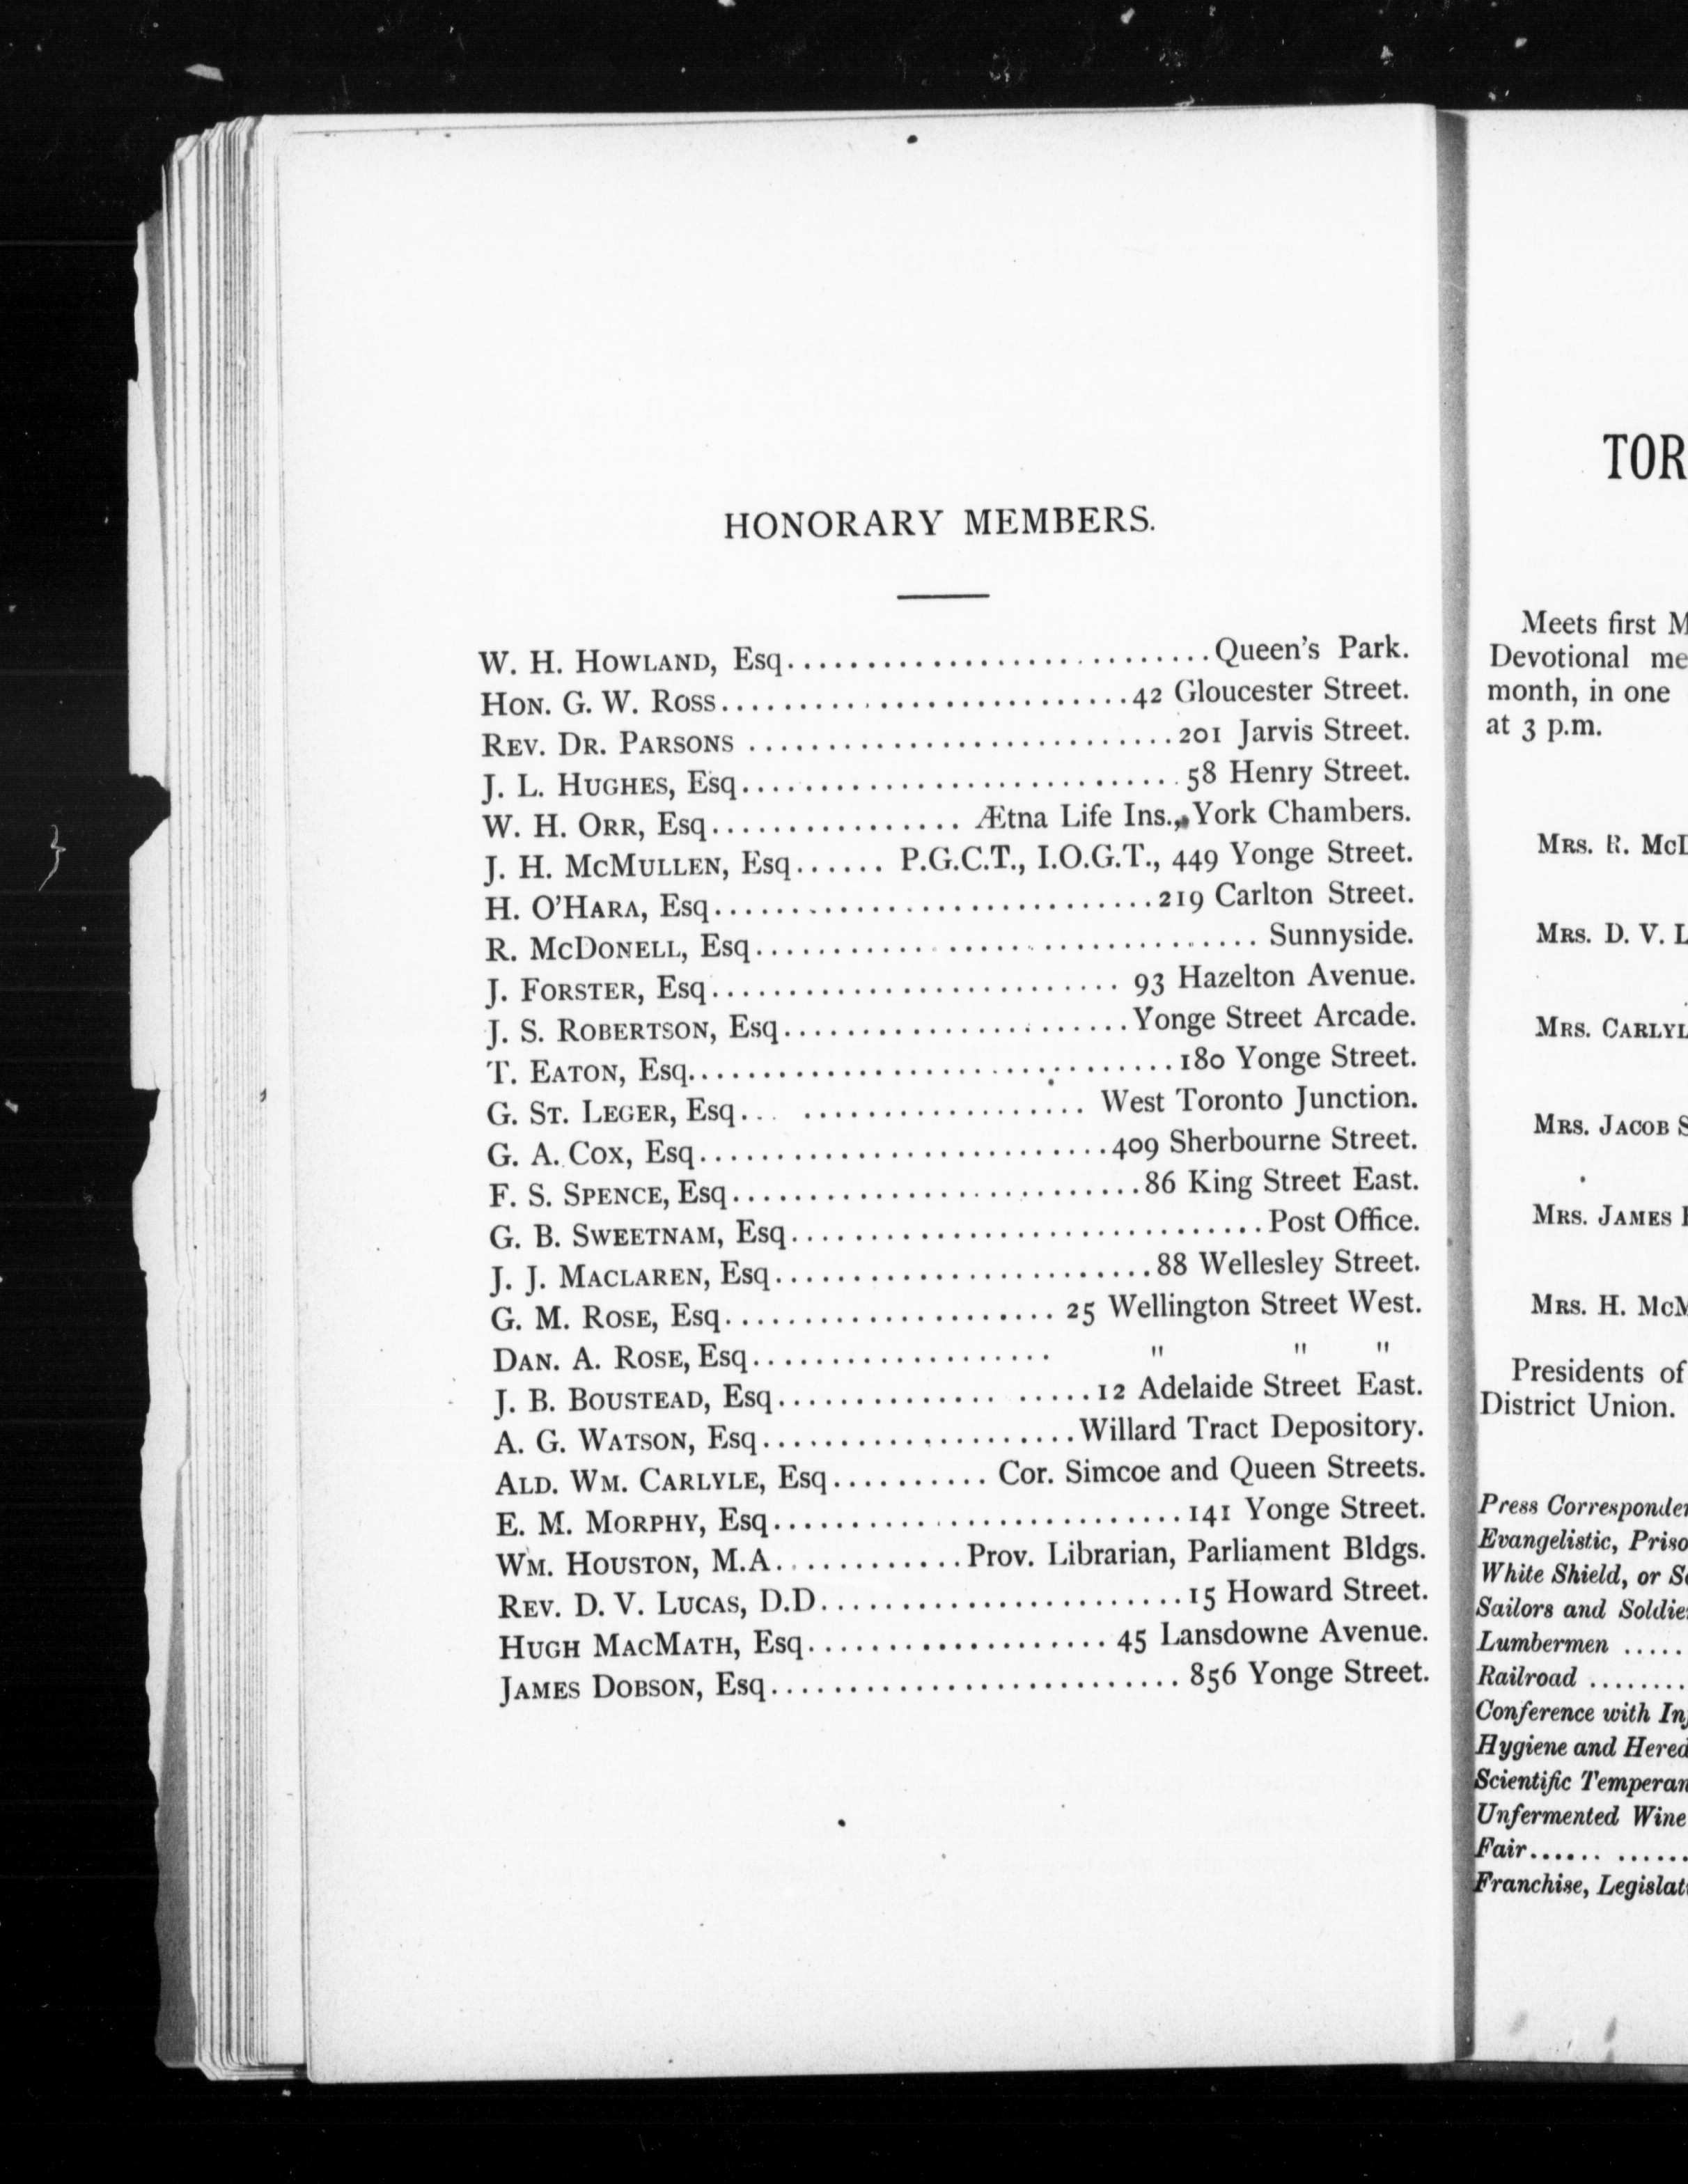 HONORARY MEMBERS.
W. H. HOWLAND, Esq...........................Queen's Park.
HON. G. W. ROSS..........................42 Gloucester Street.
REV. DR. PARSONS ...........................201 Jarvis Street.
J. L. HUGHES, Esq............................58 Henry Street.
W. H. ORR, Esq................ Ætna Life Ins., York Chambers.
J. H. MCMULLEN, Esq...... P.G.C.T., I.O.G.T., 449 Yonge Street.
H. O'HARA, Esq............................219 Carlton Street.
R. MCDONELL, Esq................................ Sunnyside.
J. FORSTER, Esq.......................... 93 Hazelton Avenue.
J. S. ROBERTSON, Esq......................Yonge Street Arcade.
T. EATON, Esq...............................180 Yonge Street.
G. ST. LEGER, Esq... .................. West Toronto Junction.
G. A. COX, Esq..........................409 Sherbourne Street.
F. S. SPENCE, Esq..........................86 King Street East.
G. B. SWEETNAM, Esq..............................Post Office.
J. J. MACLAREN, Esq........................88 Wellesley Street.
G. M. ROSE, Esq..................... 25 Wellington Street West.
DAN. A. ROSE, Esq................... " " "
J. B. BOUSTEAD, Esq............... .....12 Adelaide Street East.
A. G. WATSON, Esq....................Willard Tract Depository.
ALD. WM. CARLYLE, Esq.......... Cor. Simcoe and Queen Streets.
E. M. MORPHY, Esq..........................141 Yonge Street.
WM. HOUSTON, M.A............Prov. Librarian, Parliament Bldgs.
REV. D. V. LUCAS, D.D.......................15 Howard Street.
HUGH MACMATH, Esq................... 45 Lansdowne Avenue.
JAMES DOBSON, Esq.......................... 856 Yonge Street.
TOR
Meets first M
Devotional me
month, in one
at 3 p.m.
MRS. R. McD
MRS. D. V. L
MRS. CARLYL
MRS. JACOB S
MRS. JAMES
MRS. H. McM
Presidents of
District Union.
Press Corresponden
Evangelistic, Priso
White Shield, or So
Sailors and Soldie
Lumbermen .....
Railroad ........
Conference with In
Hygiene and Hered
Scientific Temperan
Unfermented Wine
Fair...... ......
Franchise, Legislat